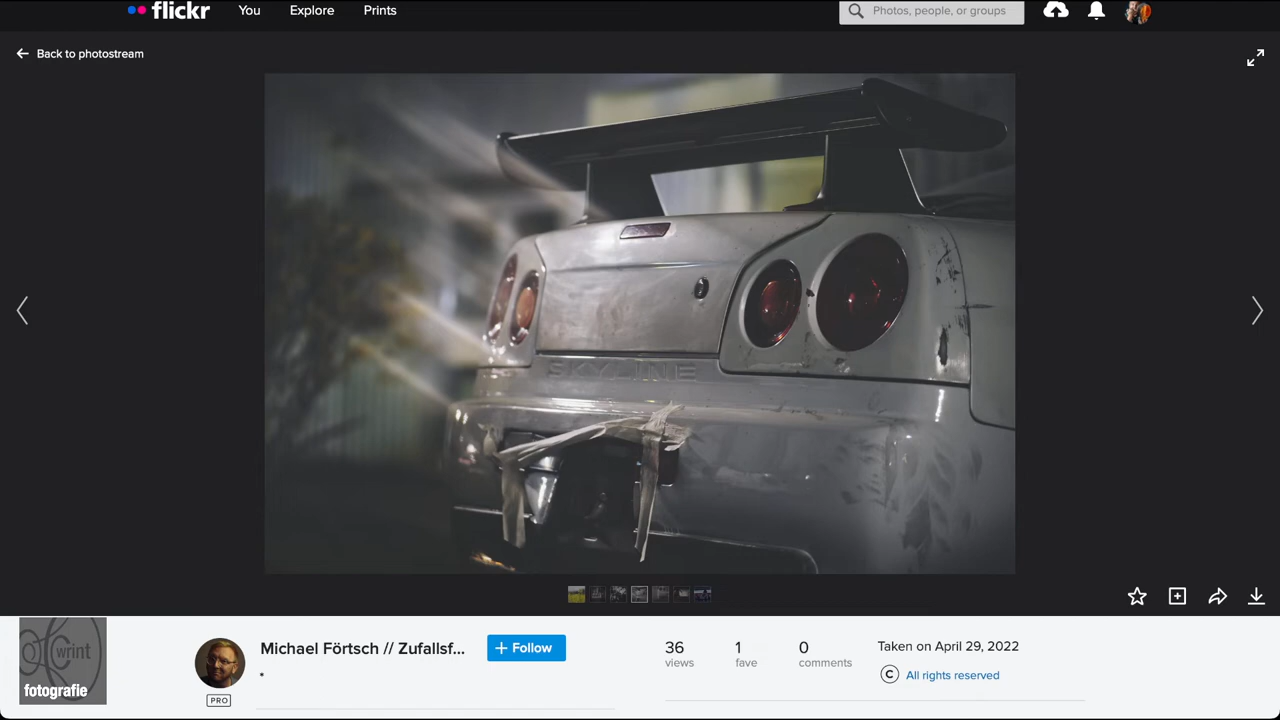 flickr
You
Explore
Prints
Photos, people, or groups
Back to photostream
SKYLINE
wrint
fotografie
Michael Förtsch // Zufallsf...
+ Follow
*
PRO
36
views
1
fave
0
comments
Taken on April 29, 2022
© All rights reserved